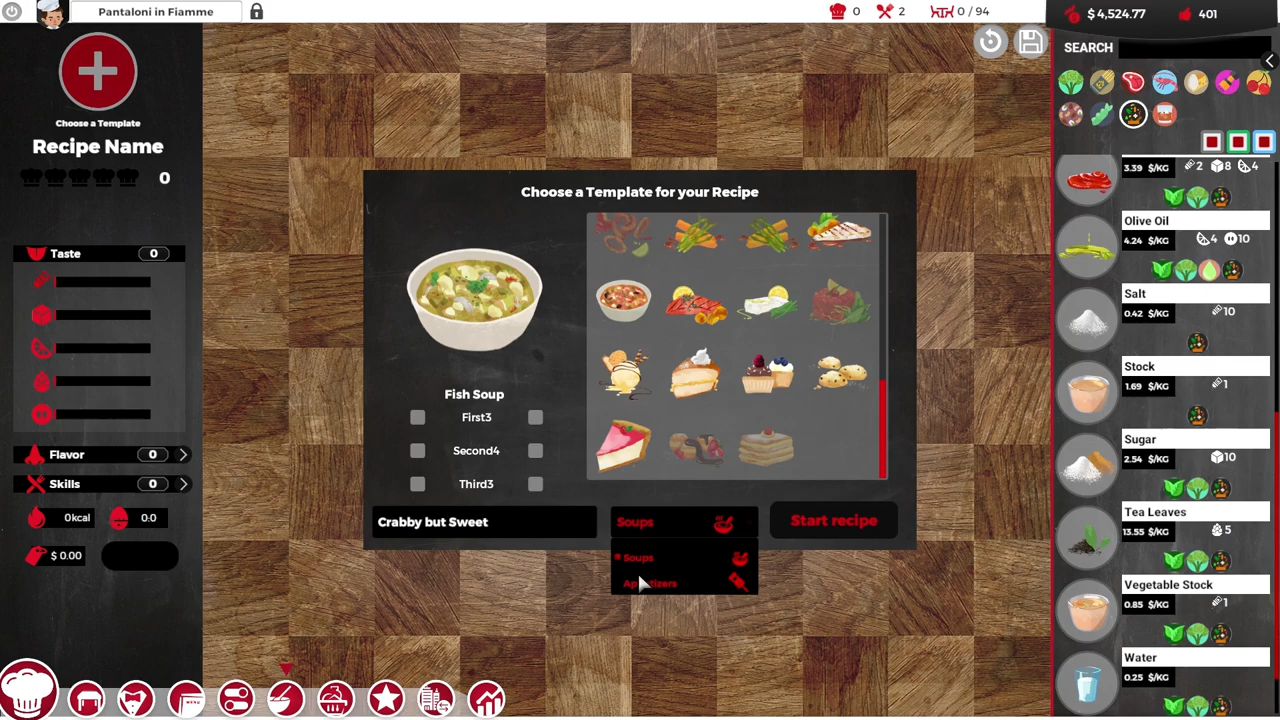 Pantaloni in Fiamme
0
2
0 / 94
$ 4,524.77
401
Choose a Template
Recipe Name
0
Taste 0
Flavor 0
Skills 0
0kcal
0:0
$ 0.00
Choose a Template for your Recipe
Fish Soup
First3
Second4
Third3
Crabby but Sweet
Soups
Start recipe
Soups
SEARCH
3.39 $/KG
2
8
4
Olive Oil
4.24 $/KG
4
10
Salt
0.42 $/KG
10
Stock
1.69 $/KG
1
Sugar
2.54 $/KG
10
Tea Leaves
13.55 $/KG
5
Vegetable Stock
0.85 $/KG
1
Water
0.25 $/KG